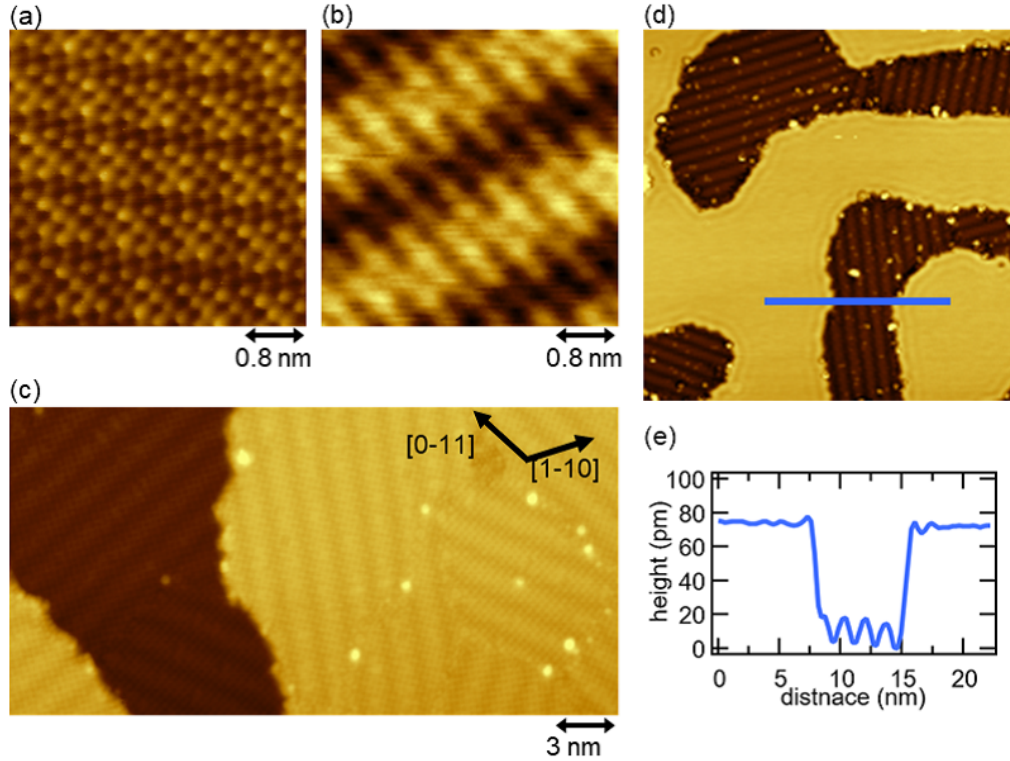 (a)
(b)
0.8 nm
0.8 nm
(c)
[0-11]
[1-10]
3 nm
(d)
(e)
height (pm)
100
80
60
40
20
0
0
5
10
15
20
distnace (nm)